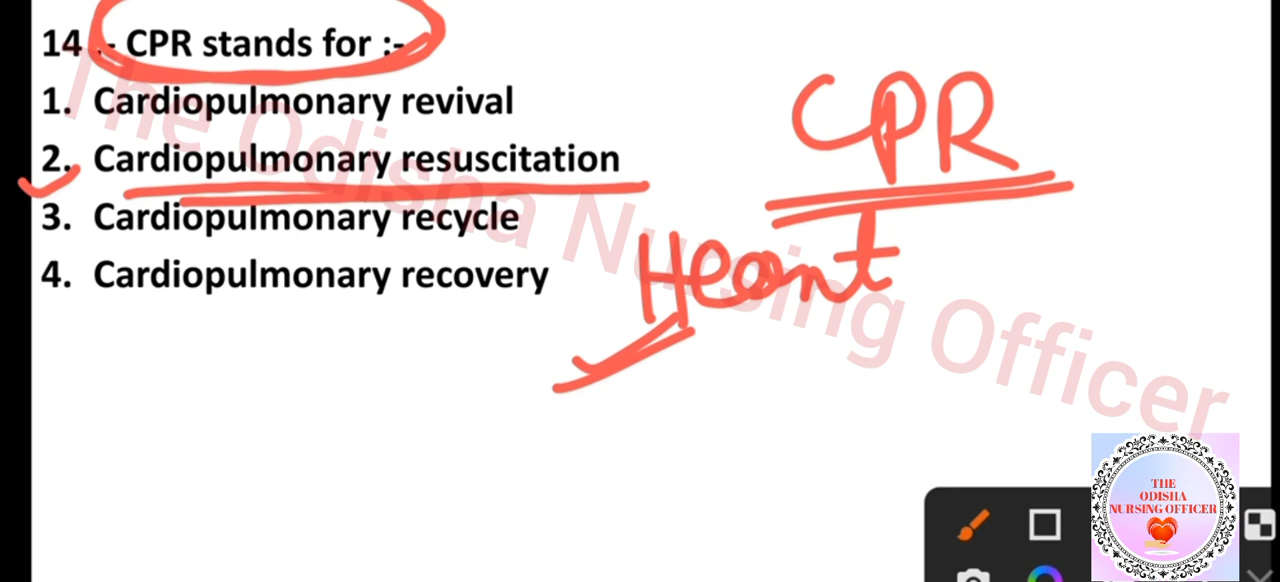 14 .- CPR stands for :-
1. Cardiopulmonary revival
2. Cardiopulmonary resuscitation
3. Cardiopulmonary recycle
4. Cardiopulmonary recovery
CPR
Heart
The Odisha Nursing Officer
THE
ODISHA
NURSING OFFICER